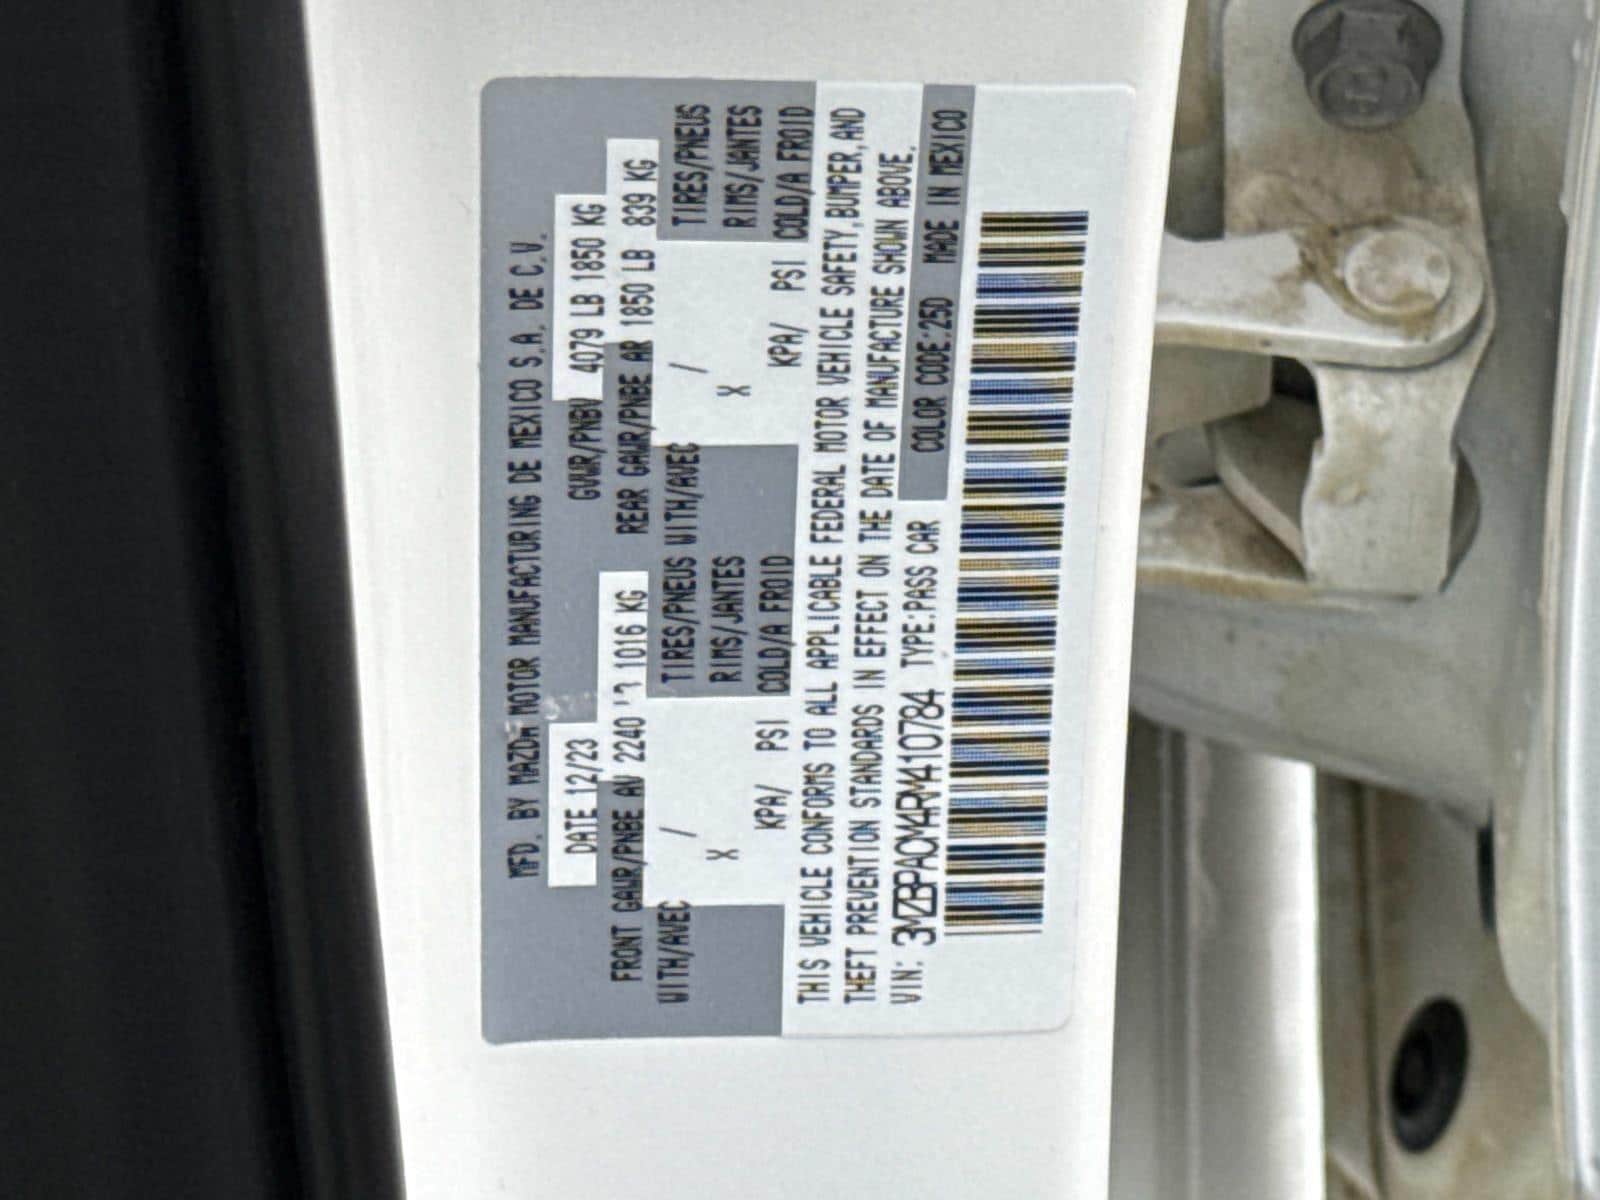 MFD. BY MAZDA MOTOR MANUFACTURING DE MEXICO S.A. DE C.V.
DATE 12/23 GVWR/PNBV 4079 LB 1850 KG
FRONT GAWR/PNBE AV 2240 1016 KG REAR GAWR/PNBE AR 1850 LB 839 KG
WITH/AVEC / TIRES/PNEUS WITH/AVEC / TIRES/PNEUS
X RIMS/JANTES X RIMS/JANTES
KPA/ PSI COLD/A FROID KPA/ PSI COLD/A FROID
THIS VEHICLE CONFORMS TO ALL APPLICABLE FEDERAL MOTOR VEHICLE SAFETY, BUMPER, AND
THEFT PREVENTION STANDARDS IN EFFECT ON THE DATE OF MANUFACTURE SHOWN ABOVE.
VIN: 3MZBPACM4RM410784 TYPE:PASS CAR COLOR CODE:25D MADE IN MEXICO